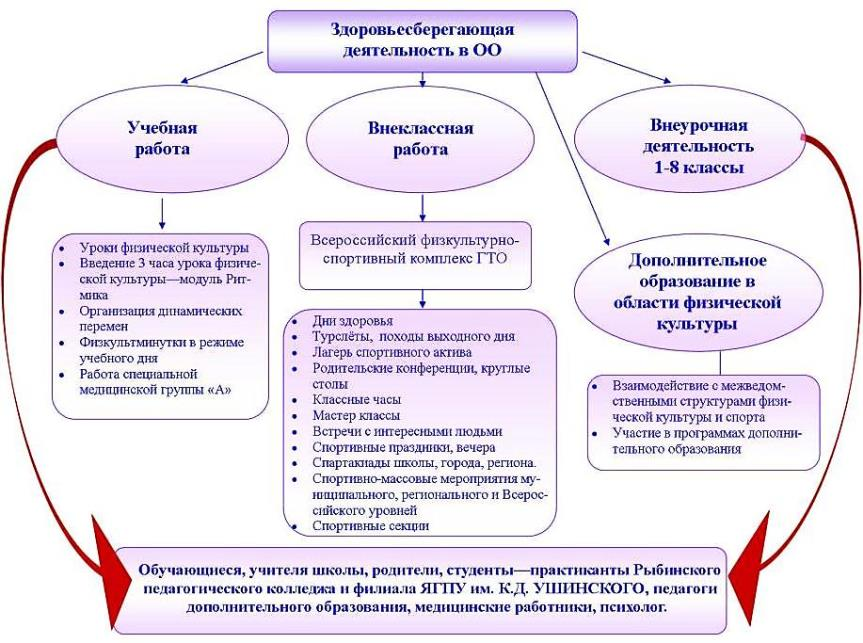 Здоровьесберегающая
деятельность в ОО
Учебная
работа
Внеклассная
работа
Внеурочная
деятельность
1-8 классы
• Уроки физической культуры
• Введение 3 часа урока физиче-
ской культуры—модуль Рит-
мика
• Организация динамических
перемен
• Физкультминутки в режиме
учебного дня
• Работа специальной
медицинской группы «А»
Всероссийский физкультурно-
спортивный комплекс ГТО
• Дни здоровья
• Турслёты, походы выходного дня
• Лагерь спортивного актива
• Родительские конференции, круглые
столы
• Классные часы
• Мастер классы
• Встречи с интересными людьми
• Спортивные праздники, вечера
• Спартакиады школы, города, региона.
• Спортивно-массовые мероприятия му-
ниципального, регионального и Всерос-
сийского уровней
• Спортивные секции
Дополнительное
образование в
области физической
культуры
• Взаимодействие с межведом-
ственными структурами физи-
ческой культуры и спорта
• Участие в программах дополни-
тельного образования
Обучающиеся, учителя школы, родители, студенты—практиканты Рыбинского
педагогического колледжа и филиала ЯГПУ им. К.Д. УШИНСКОГО, педагоги
дополнительного образования, медицинские работники, психолог.